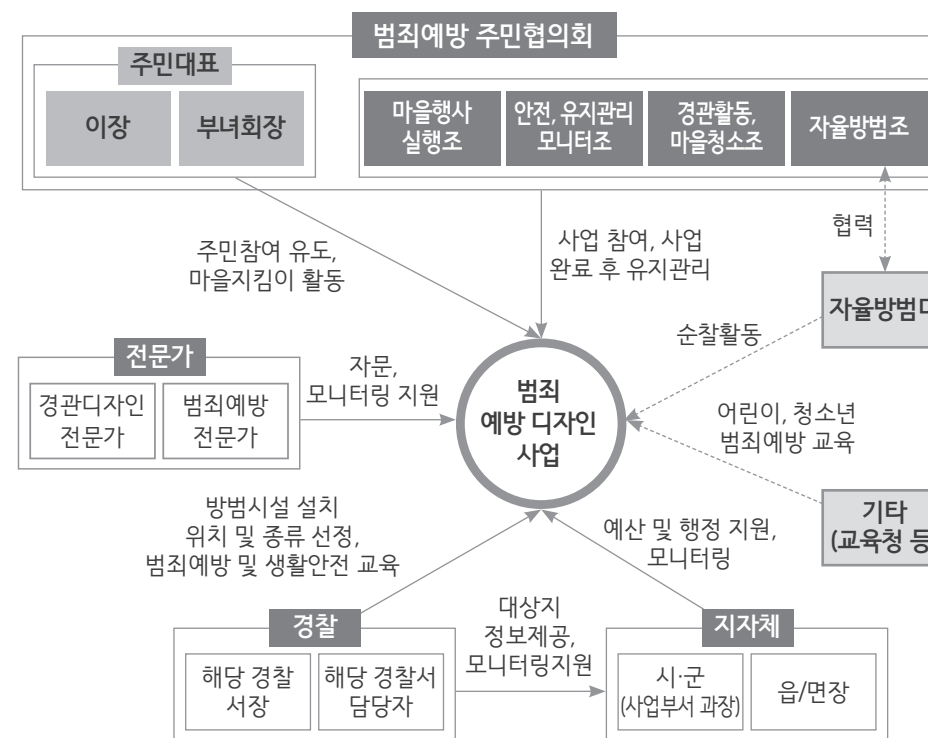 범죄예방 주민협의회
주민대표
이장
부녀회장
마을행사
실행조
안전, 유지관리
모니터조
경관활동,
마을청소조
자율방범조
협력
주민참여 유도,
마을지킴이 활동
사업 참여, 사업
완료 후 유지관리
자율방범
순찰활동
전문가
경관디자인
전문가
범죄예방
전문가
자문,
모니터링 지원
범죄
예방 디자인
사업
어린이, 청소년
범죄예방 교육
기타
(교육청 등
방범시설 설치
위치 및 종류 선정,
범죄예방 및 생활안전 교육
예산 및 행정 지원,
모니터링
경찰
해당 경찰
서장
해당 경찰서
담당자
대상지
정보제공,
모니터링지원
지자체
시·군
(사업부서 과장)
읍/면장